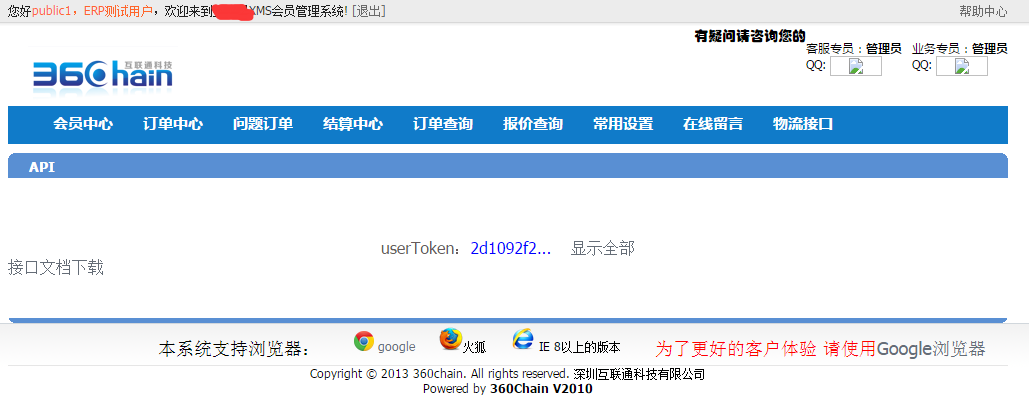 您好public1，ERP测试用户，欢迎来到XMS会员管理系统! [退出]
帮助中心
有疑问请咨询您的
客服专员：管理员 业务专员：管理员
QQ: QQ:
360Chain 互联通科技
会员中心 订单中心 问题订单 结算中心 订单查询 报价查询 常用设置 在线留言 物流接口
API
userToken：2d1092f2... 显示全部
接口文档下载
本系统支持浏览器： google 火狐 IE 8以上的版本 为了更好的客户体验 请使用Google浏览器
Copyright © 2013 360chain. All rights reserved. 深圳互联通科技有限公司
Powered by 360Chain V2010